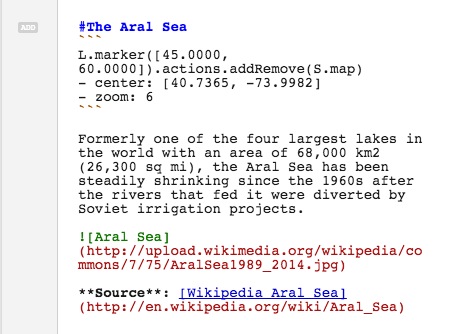 ADD
#The Aral Sea
```
L.marker([45.0000,
60.0000]).actions.addRemove(S.map)
- center: [40.7365, -73.9982]
- zoom: 6
```
Formerly one of the four largest lakes in
the world with an area of 68,000 km2
(26,300 sq mi), the Aral Sea has been
steadily shrinking since the 1960s after
the rivers that fed it were diverted by
Soviet irrigation projects.
![Aral Sea]
(http://upload.wikimedia.org/wikipedia/co
mmons/7/75/AralSea1989_2014.jpg)
**Source**: [Wikipedia Aral Sea]
(http://en.wikipedia.org/wiki/Aral_Sea)